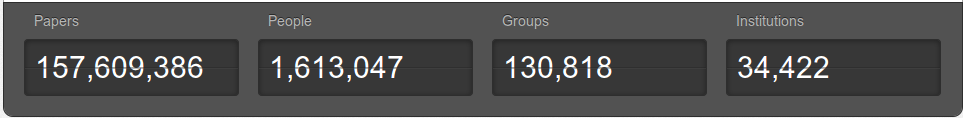 Papers People Groups Institutions
157,609,386 1,613,047 130,818 34,422